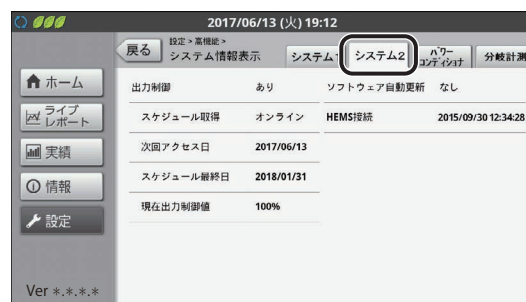 2017/06/13 (火) 19:12
戻る
設定 > 高機能 >
システム情報表示
システム1
システム2
パワーコンディショナ
分岐計測
ホーム
ライブ
レポート
実績
情報
設定
Ver *.*.*.*
出力制御 あり
スケジュール取得 オンライン
次回アクセス日 2017/06/13
スケジュール最終日 2018/01/31
現在出力制御値 100%
ソフトウェア自動更新 なし
HEMS接続 2015/09/30 12:34:28